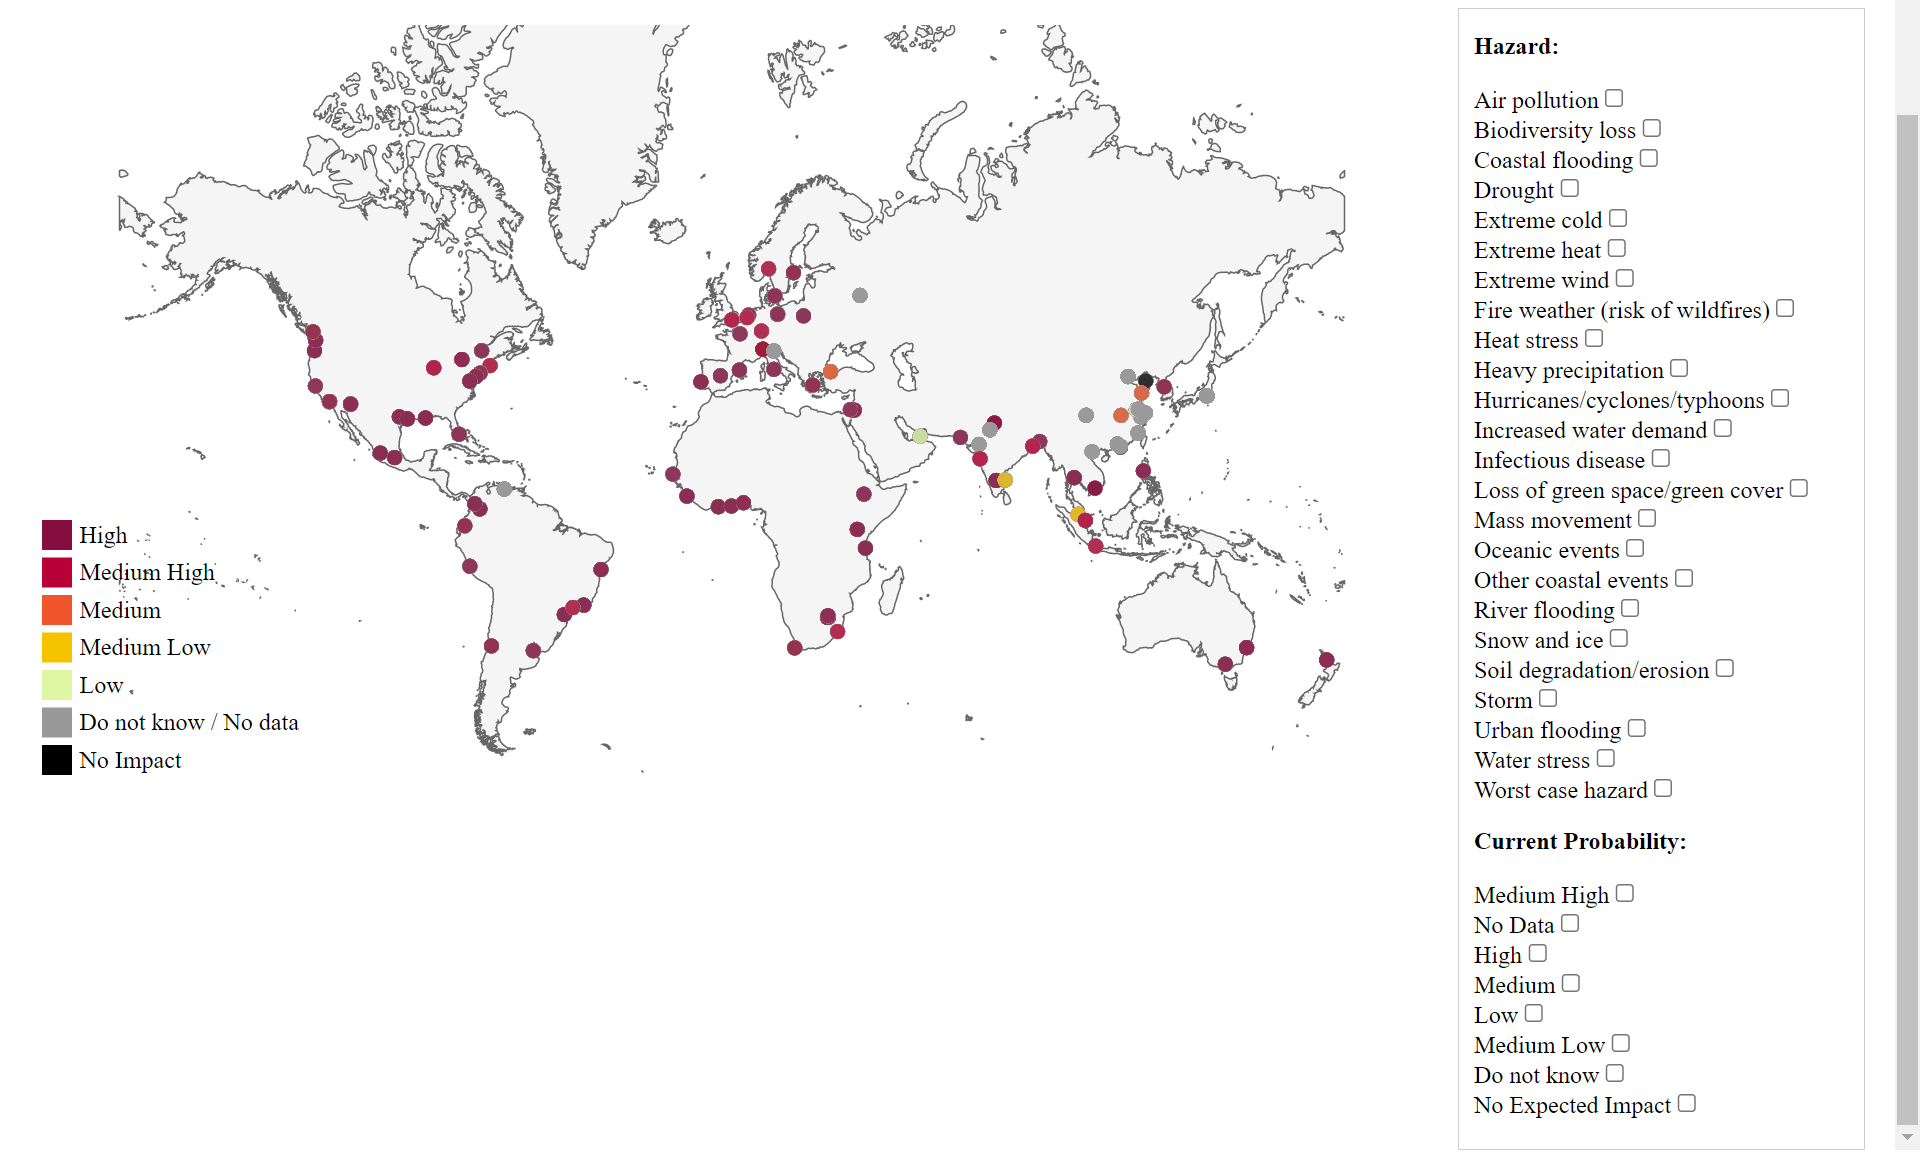 High
Medium High
Medium
Medium Low
Low
Do not know / No data
No Impact
Hazard:
Air pollution
Biodiversity loss
Coastal flooding
Drought
Extreme cold
Extreme heat
Extreme wind
Fire weather (risk of wildfires)
Heat stress
Heavy precipitation
Hurricanes/cyclones/typhoons
Increased water demand
Infectious disease
Loss of green space/green cover
Mass movement
Oceanic events
Other coastal events
River flooding
Snow and ice
Soil degradation/erosion
Storm
Urban flooding
Water stress
Worst case hazard
Current Probability:
Medium High
No Data
High
Medium
Low
Medium Low
Do not know
No Expected Impact